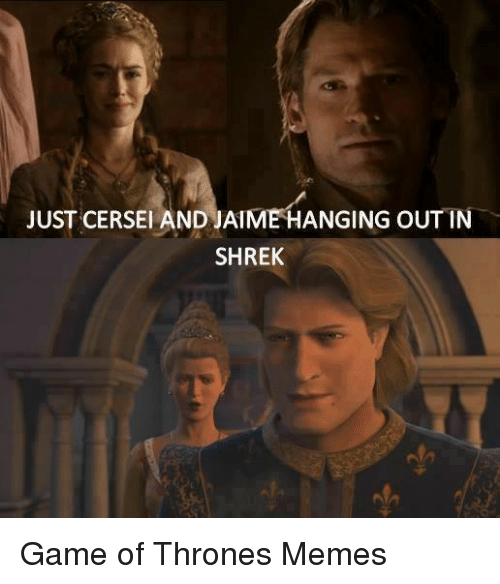 JUST CERSEI AND JAIME HANGING OUT IN
SHREK
Game of Thrones Memes